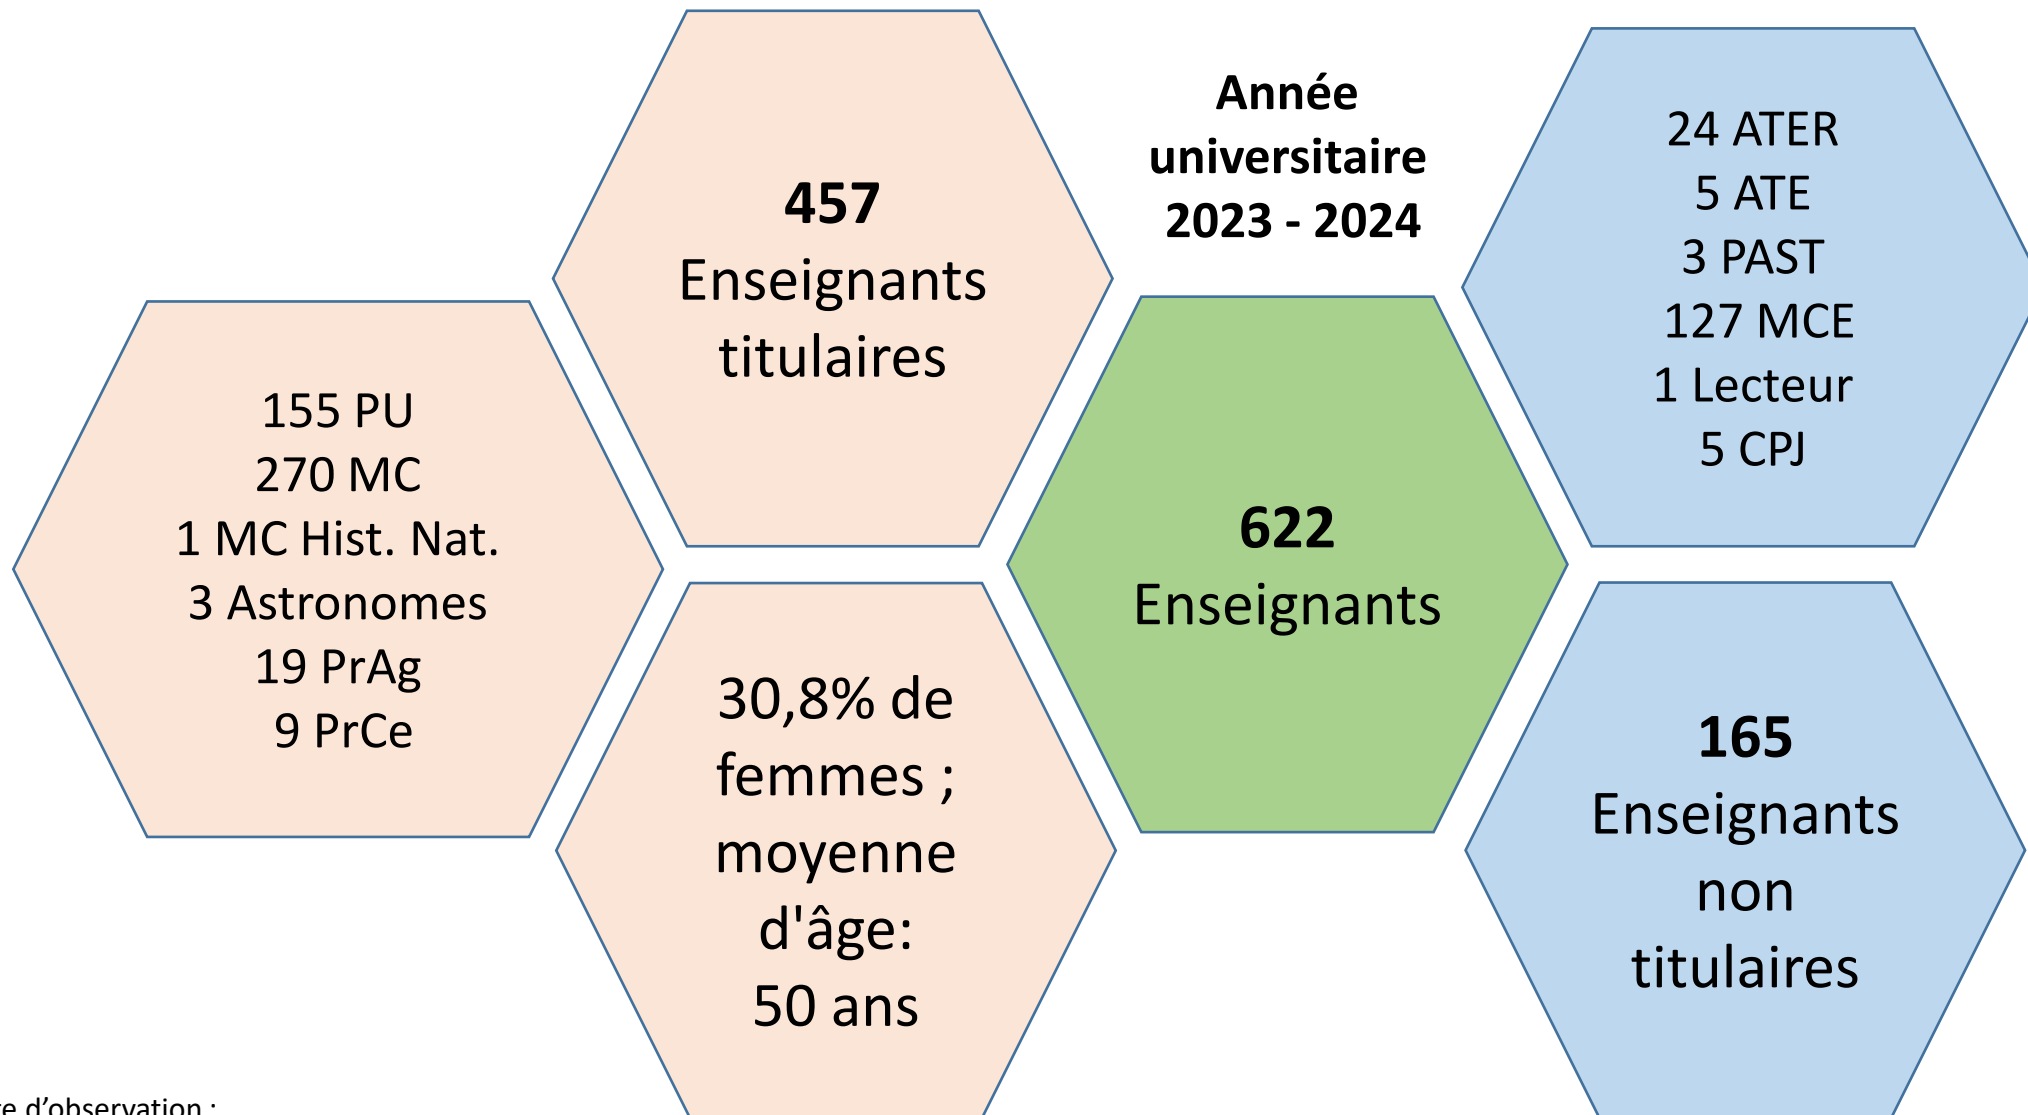 Année
universitaire
2023 - 2024
457
Enseignants
titulaires
155 PU
270 MC
1 MC Hist. Nat.
3 Astronomes
19 PrAg
9 PrCe
30,8% de
femmes ;
moyenne
d'âge:
50 ans
622
Enseignants
24 ATER
5 ATE
3 PAST
127 MCE
1 Lecteur
5 CPJ
165
Enseignants
non
titulaires
d’observation :